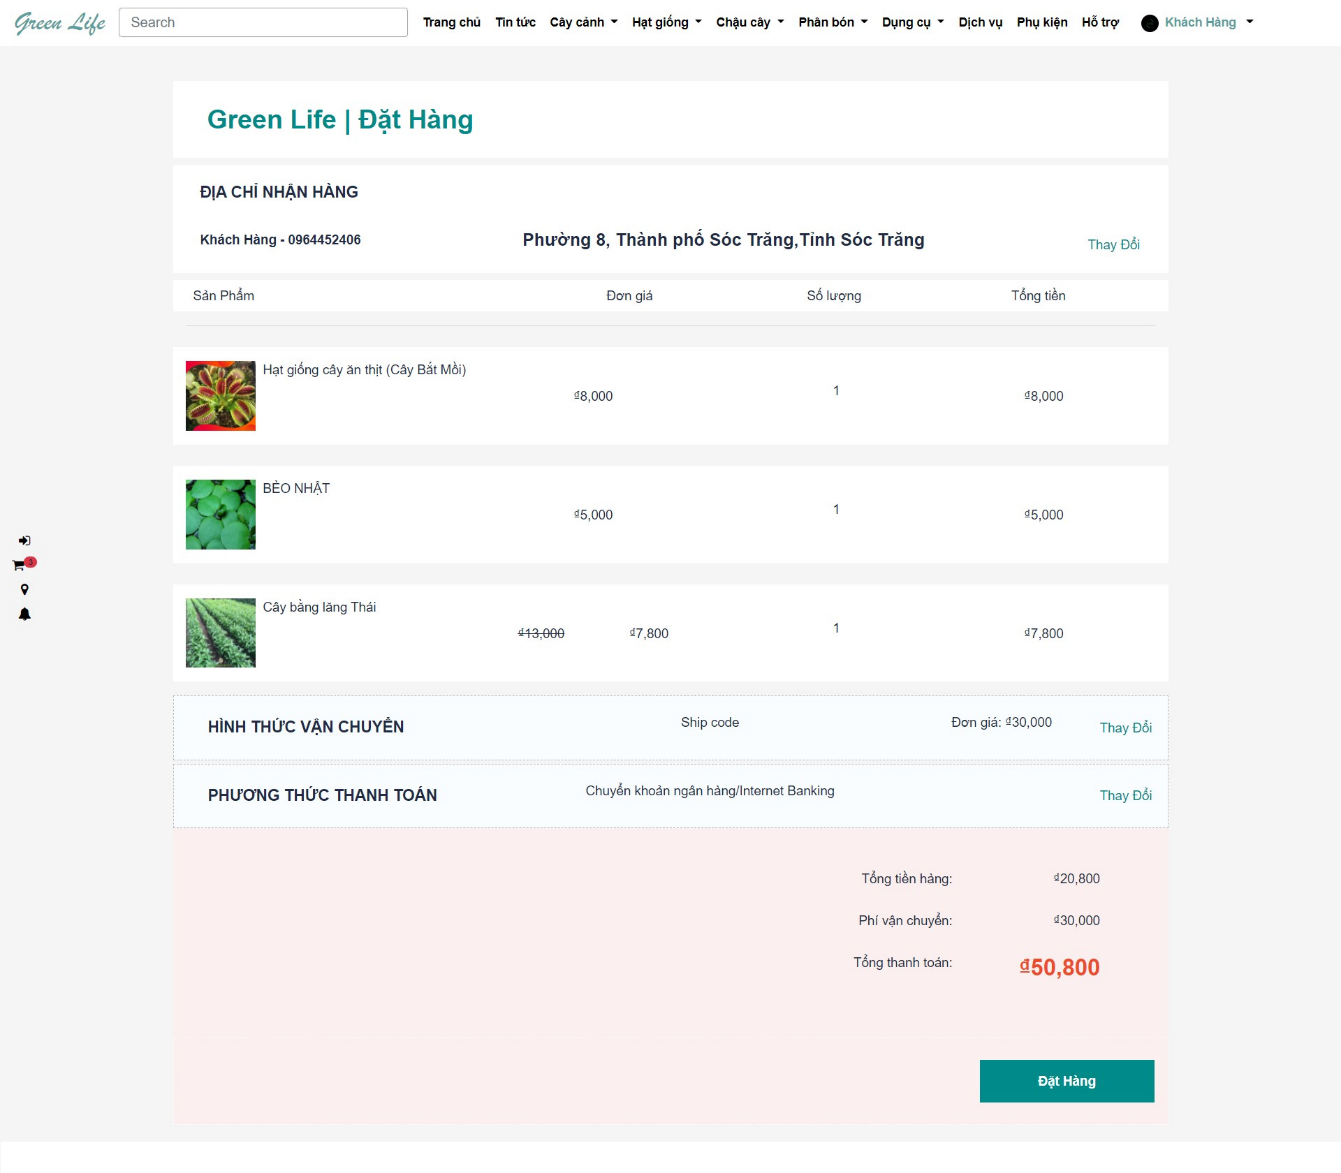 Green Life Search Trang chủ Tin tức Cây cảnh Hạt giống Chậu cây Phân bón Dụng cụ Dịch vụ Phụ kiện Hỗ trợ Khách Hàng
Green Life | Đặt Hàng
ĐỊA CHỈ NHẬN HÀNG
Khách Hàng - 0964452406 Phường 8, Thành phố Sóc Trăng,Tỉnh Sóc Trăng Thay Đổi
Sản Phẩm Đơn giá Số lượng Tổng tiền
Hạt giống cây ăn thịt (Cây Bắt Mồi)
₫8,000 1 ₫8,000
BÈO NHẬT
₫5,000 1 ₫5,000
3
Cây bằng lăng Thái
₫13,000 ₫7,800 1 ₫7,800
HÌNH THỨC VẬN CHUYỂN Ship code Đơn giá: ₫30,000 Thay Đổi
PHƯƠNG THỨC THANH TOÁN Chuyển khoản ngân hàng/Internet Banking Thay Đổi
Tổng tiền hàng: ₫20,800
Phí vận chuyển: ₫30,000
Tổng thanh toán: ₫50,800
Đặt Hàng